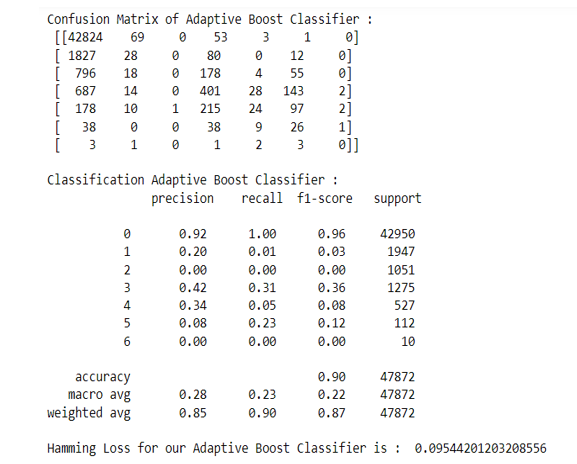 Confusion Matrix of Adaptive Boost Classifier :
[[42824 69 0 53 3 1 0]
[ 1827 28 0 80 0 12 0]
[ 796 18 0 178 4 55 0]
[ 687 14 0 401 28 143 2]
[ 178 10 1 215 24 97 2]
[ 38 0 0 38 9 26 1]
[ 3 1 0 1 2 3 0]]
Classification Adaptive Boost Classifier :
precision recall f1-score support
0 0.92 1.00 0.96 42950
1 0.20 0.01 0.03 1947
2 0.00 0.00 0.00 1051
3 0.42 0.31 0.36 1275
4 0.34 0.05 0.08 527
5 0.08 0.23 0.12 112
6 0.00 0.00 0.00 10
accuracy 0.90 47872
macro avg 0.28 0.23 0.22 47872
weighted avg 0.85 0.90 0.87 47872
Hamming Loss for our Adaptive Boost Classifier is : 0.09544201203208556